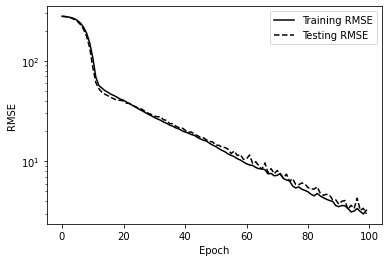 Training RMSE
Testing RMSE
10²
10¹
RMSE
0
20
40
60
80
100
Epoch